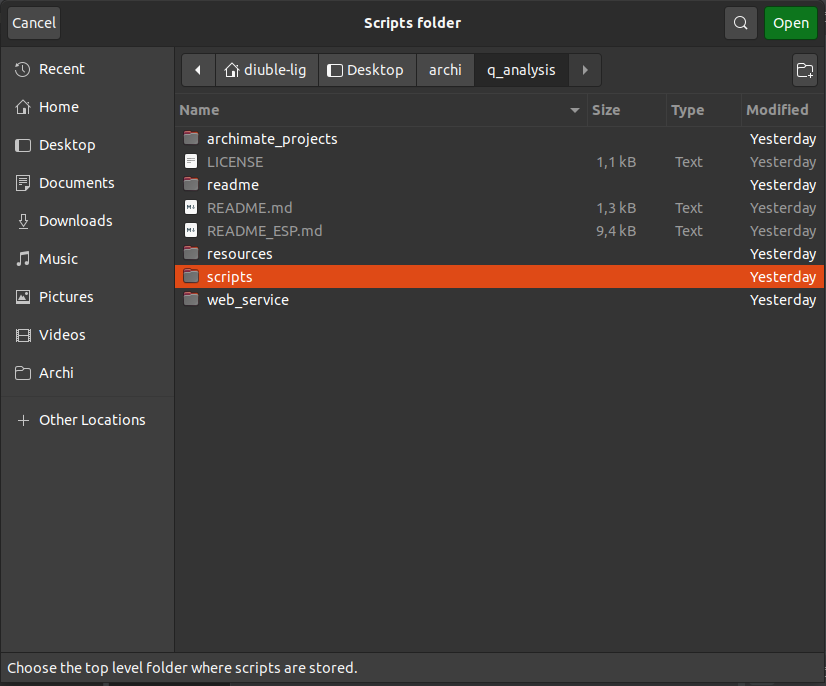 Cancel Scripts folder Open
Recent
Home
Desktop
Documents
Downloads
Music
Pictures
Videos
Archi
Other Locations
diuble-lig Desktop archi q_analysis
Name Size Type Modified
archimate_projects Yesterday
LICENSE 1,1 kB Text Yesterday
readme Yesterday
README.md 1,3 kB Text Yesterday
README_ESP.md 9,4 kB Text Yesterday
resources Yesterday
scripts Yesterday
web_service Yesterday
Choose the top level folder where scripts are stored.